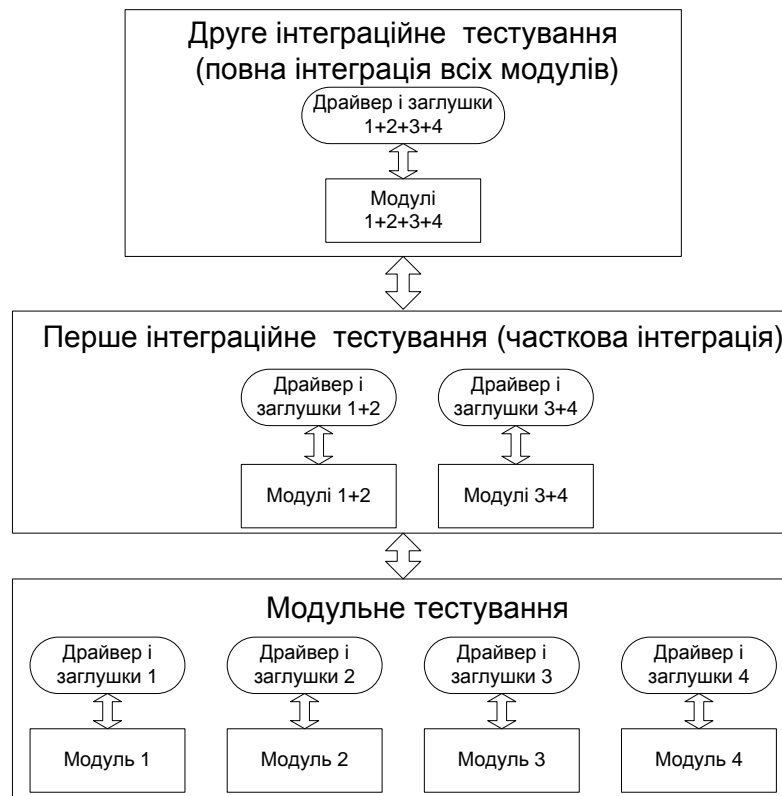 Друге інтеграційне тестування
(повна інтеграція всіх модулів)
Драйвер і заглушки
1+2+3+4
Модулі
1+2+3+4
Перше інтеграційне тестування (часткова інтеграція)
Драйвер і
заглушки 1+2
Драйвер і
заглушки 3+4
Модулі 1+2
Модулі 3+4
Модульне тестування
Драйвер і
заглушки 1
Драйвер і
заглушки 2
Драйвер і
заглушки 3
Драйвер і
заглушки 4
Модуль 1
Модуль 2
Модуль 3
Модуль 4